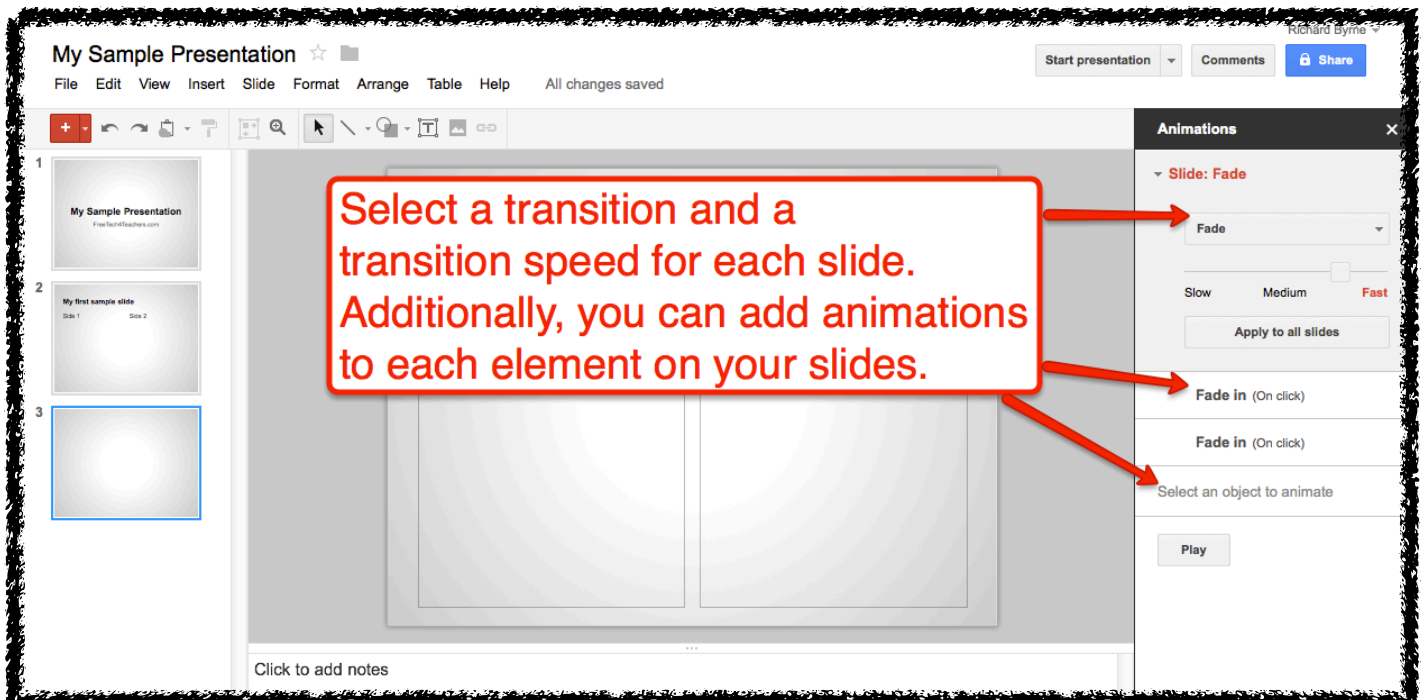 Richard Byrne
My Sample Presentation
Start presentation
Comments
Share
File Edit View Insert Slide Format Arrange Table Help All changes saved
Animations
1
My Sample Presentation
FreeTech4Teachers.com
2
My first sample slide
Side 1 Side 2
3
Select a transition and a
transition speed for each slide.
Additionally, you can add animations
to each element on your slides.
Slide: Fade
Fade
Slow Medium Fast
Apply to all slides
Fade in (On click)
Fade in (On click)
Select an object to animate
Play
Click to add notes